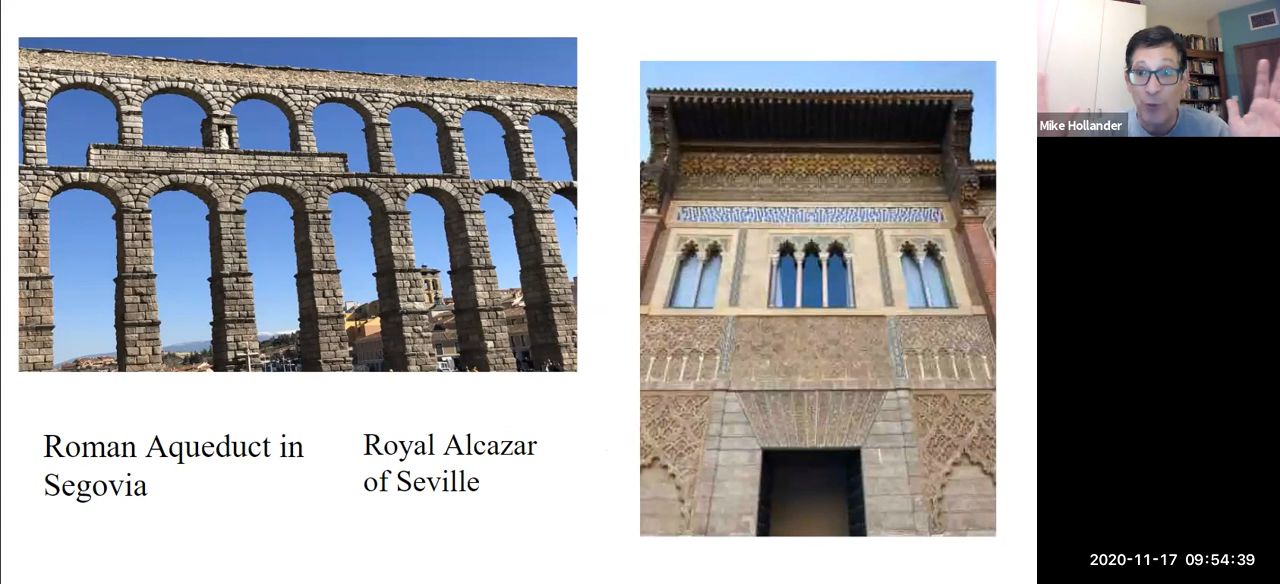 Mike Hollander
Roman Aqueduct in
Segovia
Royal Alcazar
of Seville
2020-11-17 09:54:39